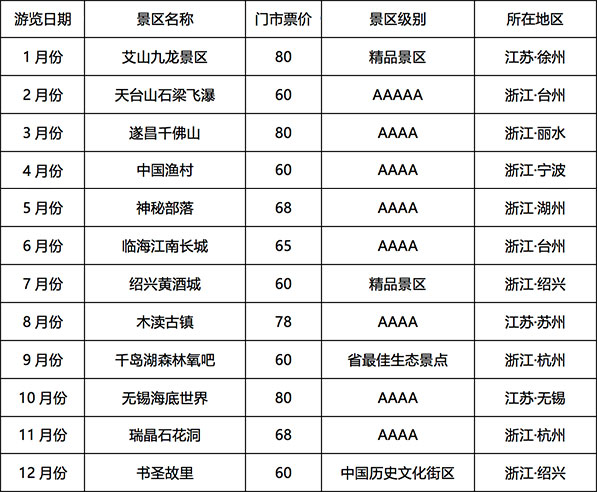 游览日期 景区名称 门市票价 景区级别 所在地区
1月份 艾山九龙景区 80 精品景区 江苏·徐州
2月份 天台山石梁飞瀑 60 AAAAA 浙江·台州
3月份 遂昌千佛山 80 AAAA 浙江·丽水
4月份 中国渔村 60 AAAA 浙江·宁波
5月份 神秘部落 68 AAAA 浙江·湖州
6月份 临海江南长城 65 AAAA 浙江·台州
7月份 绍兴黄酒城 60 精品景区 浙江·绍兴
8月份 木渎古镇 78 AAAA 江苏·苏州
9月份 千岛湖森林氧吧 60 省最佳生态景点 浙江·杭州
10月份 无锡海底世界 80 AAAA 江苏·无锡
11月份 瑞晶石花洞 68 AAAA 浙江·杭州
12月份 书圣故里 60 中国历史文化街区 浙江·绍兴